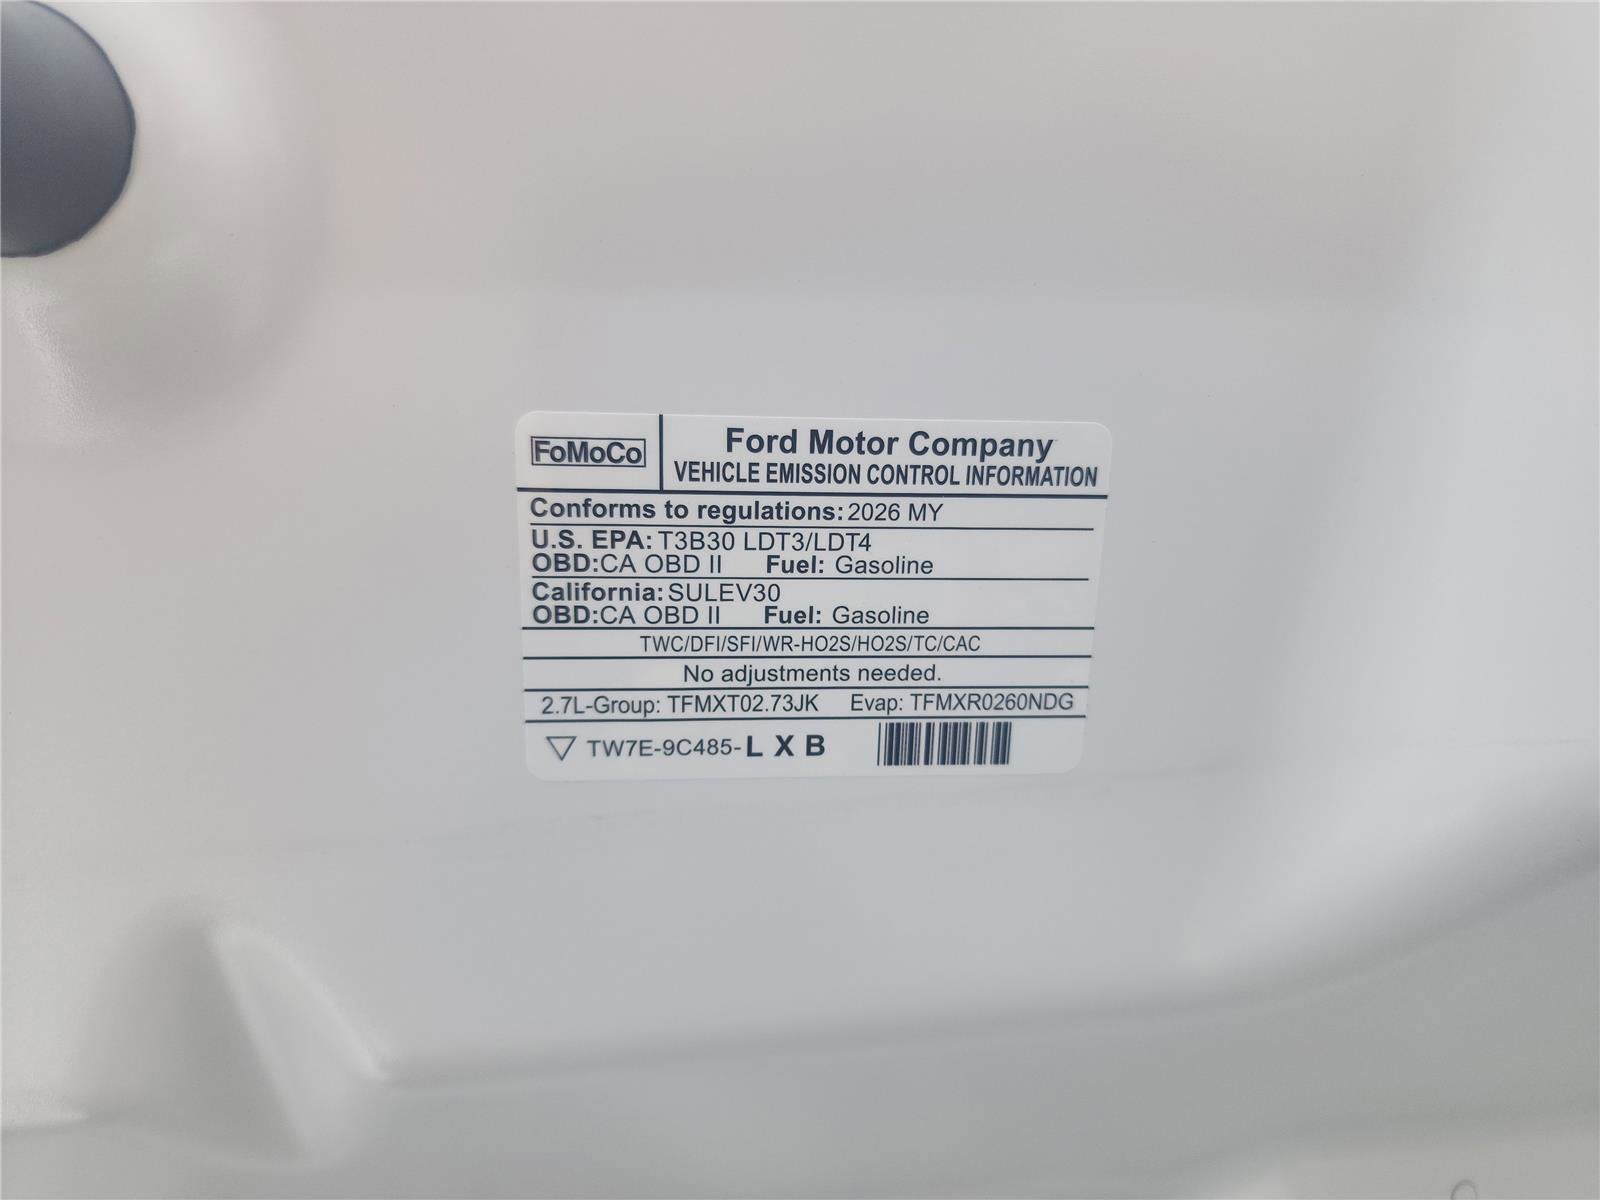 FoMoCo
Ford Motor Company
VEHICLE EMISSION CONTROL INFORMATION
Conforms to regulations: 2026 MY
U.S. EPA: T3B30 LDT3/LDT4
OBD:CA OBD II Fuel: Gasoline
California: SULEV30
OBD:CA OBD II Fuel: Gasoline
TWC/DFI/SFI/WR-HO2S/HO2S/TC/CAC
No adjustments needed.
2.7L-Group: TFMXT02.73JK Evap: TFMXR0260NDG
TW7E-9C485-L X B